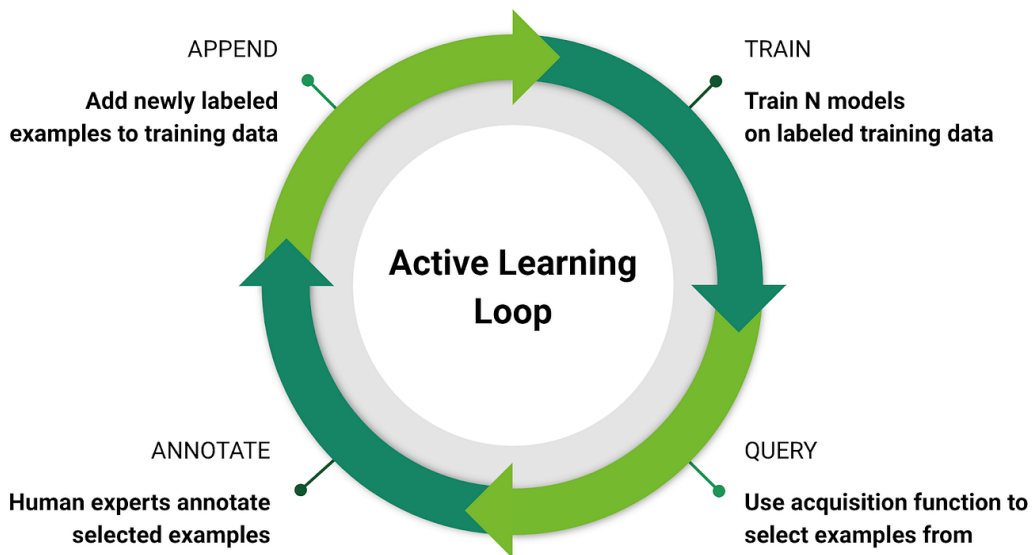 APPEND
Add newly labeled
examples to training data
TRAIN
Train N models
on labeled training data
Active Learning
Loop
ANNOTATE
Human experts annotate
selected examples
QUERY
Use acquisition function to
select examples from